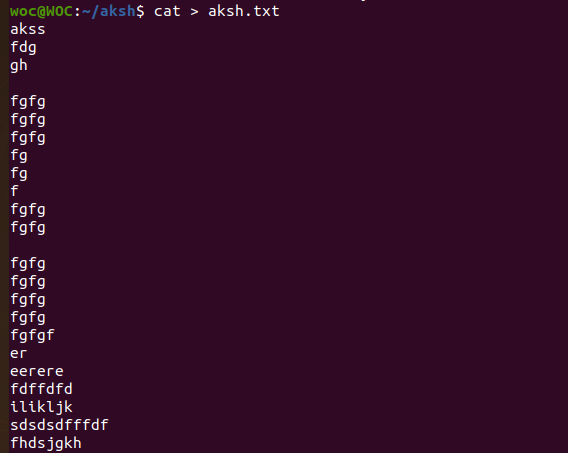 woc@WOC:~/aksh$ cat > aksh.txt
akss
fdg
gh
fgfg
fgfg
fgfg
fg
fg
f
fgfg
fgfg
fgfg
fgfg
fgfg
fgfg
fgfgf
er
eerere
fdffdfd
ilikljk
sdsdsdfffdf
fhdsjgkh